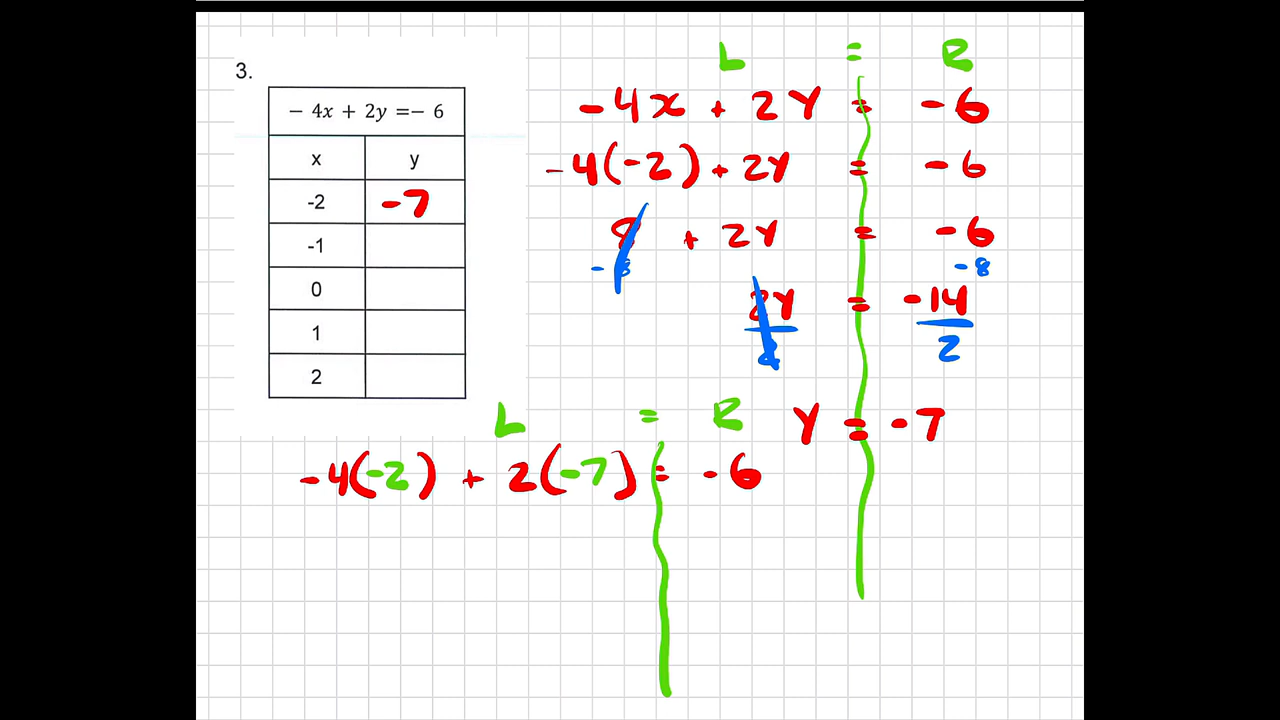 3.
− 4x + 2y =− 6
x y
-2 -7
-1
0
1
2
L = R
-4x + 2Y = -6
-4(-2) + 2Y = -6
8 + 2Y = -6
-8 -8
2Y = -14
2 2
Y = -7
L = R
-4(-2) + 2(-7) = -6